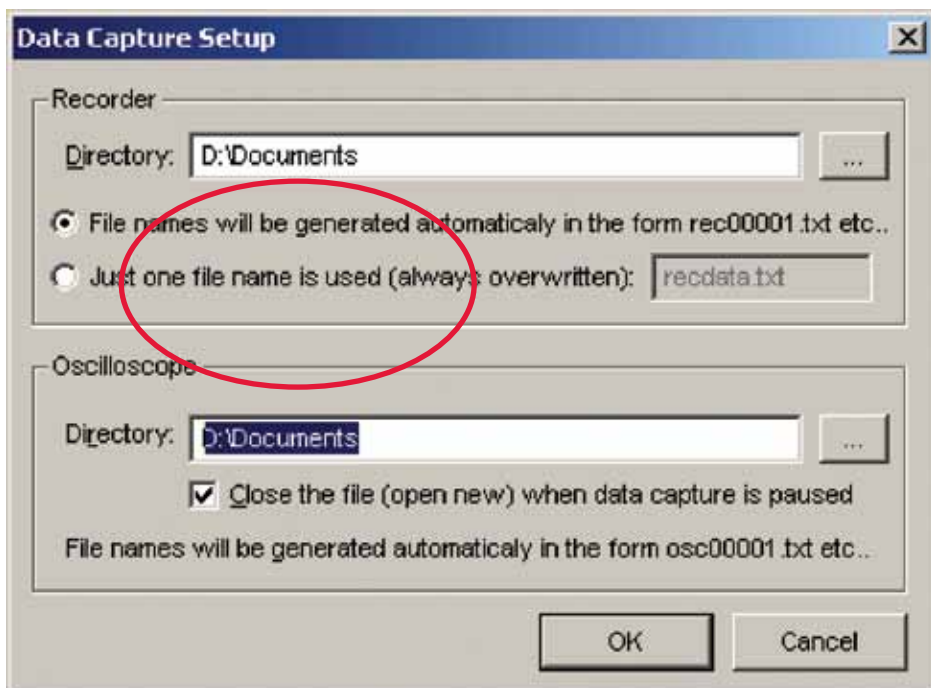 Data Capture Setup
Recorder
Directory: D:\Documents ...
File names will be generated automaticaly in the form rec00001.txt etc..
Just one file name is used (always overwritten): recdata.txt
Oscilloscope
Directory: D:\Documents ...
Close the file (open new) when data capture is paused
File names will be generated automaticaly in the form osc00001.txt etc..
OK Cancel